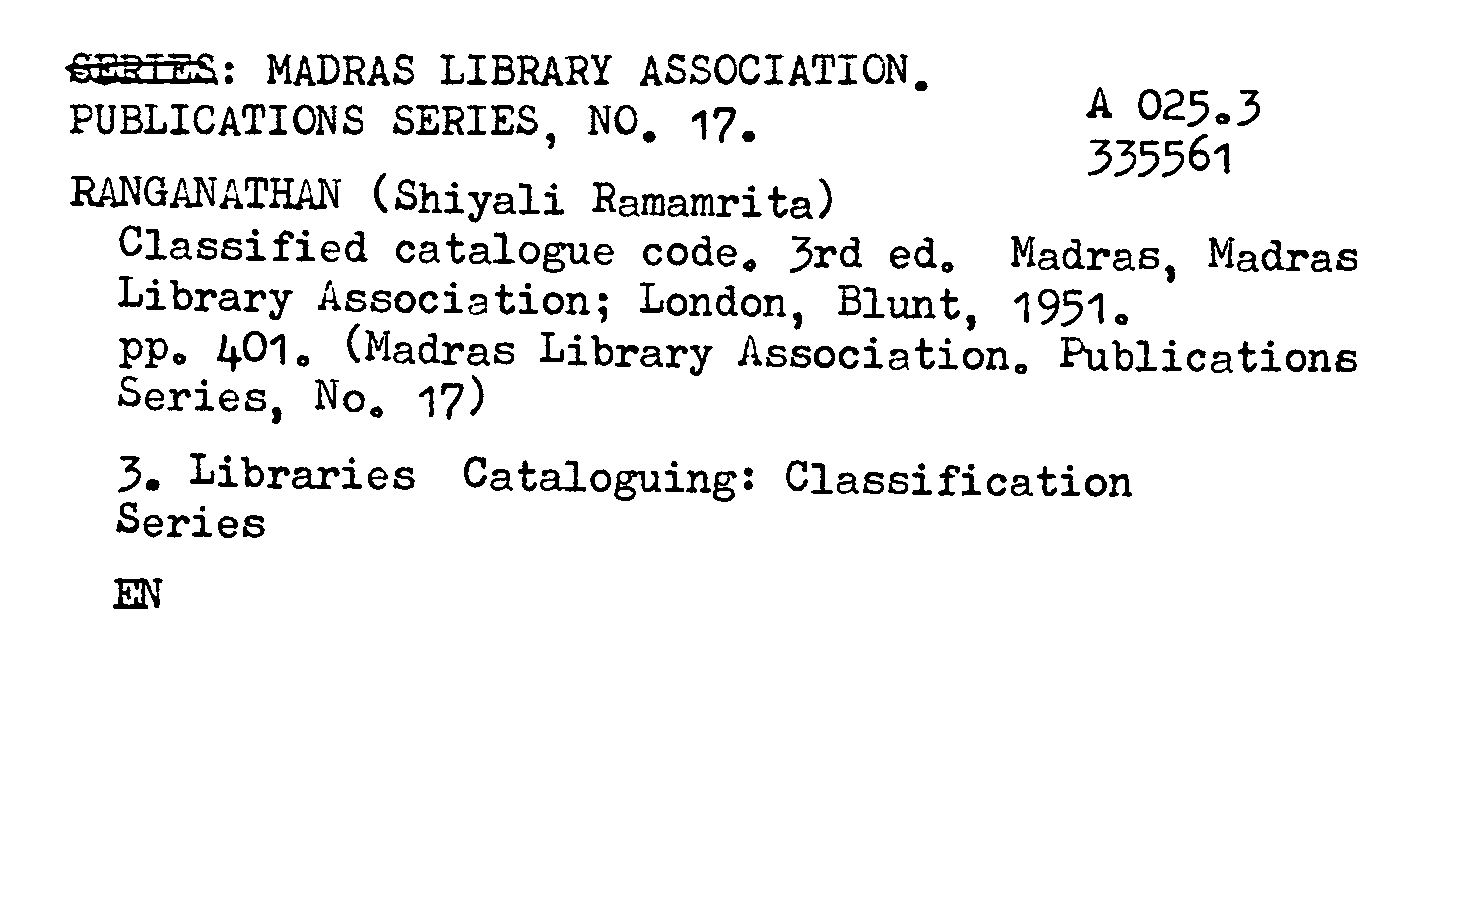 SERIES: MADRAS LIBRARY ASSOCIATION.
PUBLICATIONS SERIES, NO. 17.
A 025.3
335561
RANGANATHAN (Shiyali Ramamrita)
Classified catalogue code. 3rd ed. Madras, Madras
Library Association; London, Blunt, 1951.
pp. 401. (Madras Library Association. Publications
Series, No. 17)
3. Libraries Cataloguing: Classification
Series
EN